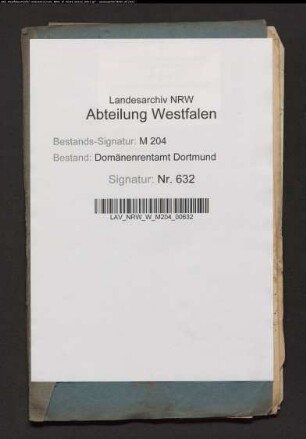 Landesarchiv NRW
Abteilung Westfalen
Bestands-Signatur: M 204
Bestand: Domänenrentamt Dortmund
Signatur: Nr. 632
LAV_NRW_W_M204_00632